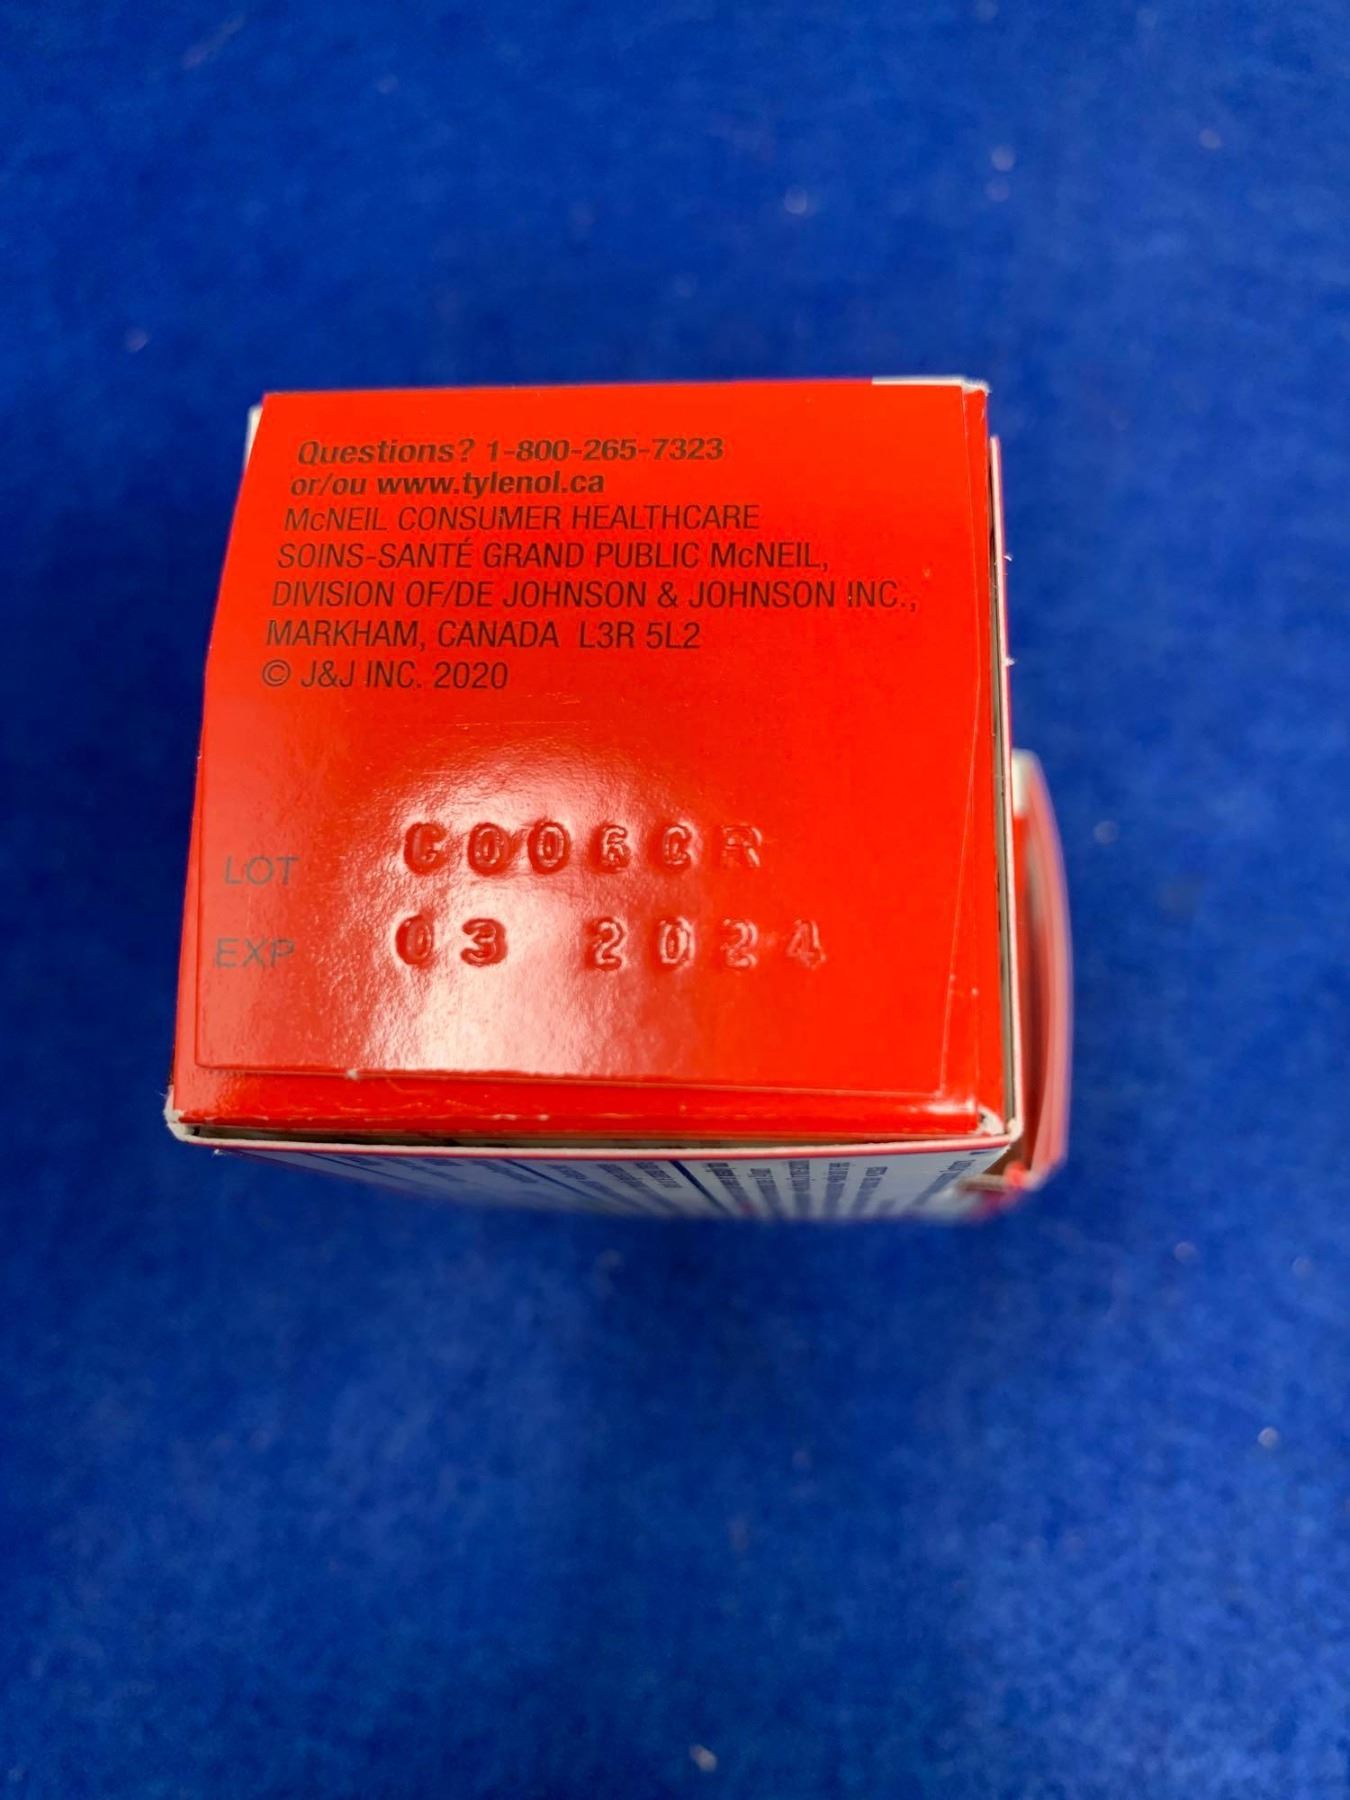 Questions? 1-800-265-7323
or/ou www.tylenol.ca
McNEIL CONSUMER HEALTHCARE
SOINS-SANTÉ GRAND PUBLIC McNEIL,
DIVISION OF/DE JOHNSON & JOHNSON INC.,
MARKHAM, CANADA L3R 5L2
© J&J INC. 2020
LOT C006CR
EXP 03 2024